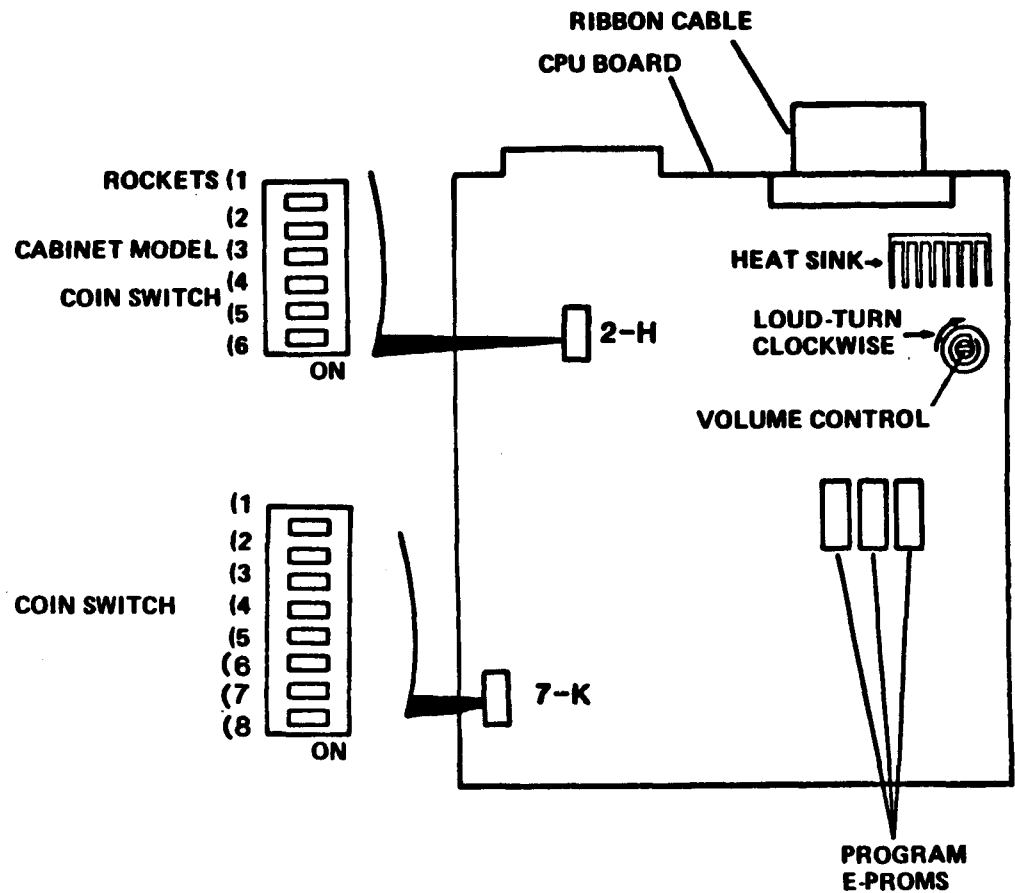 RIBBON CABLE
CPU BOARD
ROCKETS (1
(2
CABINET MODEL (3
(4
COIN SWITCH
(5
(6
ON
2-H
HEAT SINK
LOUD-TURN
CLOCKWISE
VOLUME CONTROL
(1
(2
(3
COIN SWITCH (4
(5
(6
(7
(8
ON
7-K
PROGRAM
E-PROMS